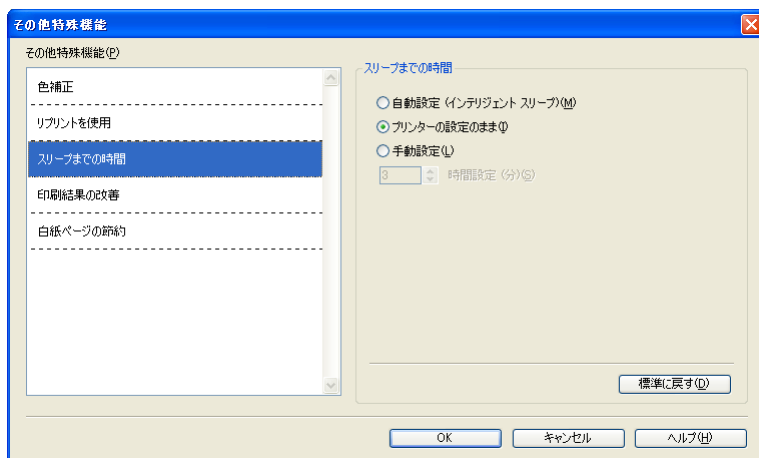 その他特殊機能
その他特殊機能(P)
色補正
リプリントを使用
スリープまでの時間
印刷結果の改善
白紙ページの節約
スリープまでの時間
自動設定 (インテリジェント スリープ)(M)
プリンターの設定のまま(I)
手動設定(L)
3 時間設定 (分)(S)
標準に戻す(D)
OK キャンセル ヘルプ(H)